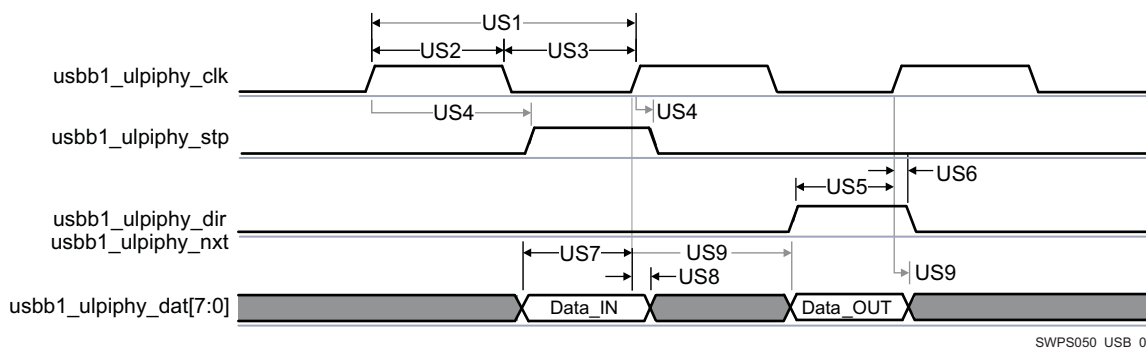 US1
US2
US3
usbb1_ulpiphy_clk
US4
US4
usbb1_ulpiphy_stp
US6
US5
usbb1_ulpiphy_dir
usbb1_ulpiphy_nxt
US7
US9
US8
US9
usbb1_ulpiphy_dat[7:0]
Data_IN
Data_OUT
SWPS050_USB_0